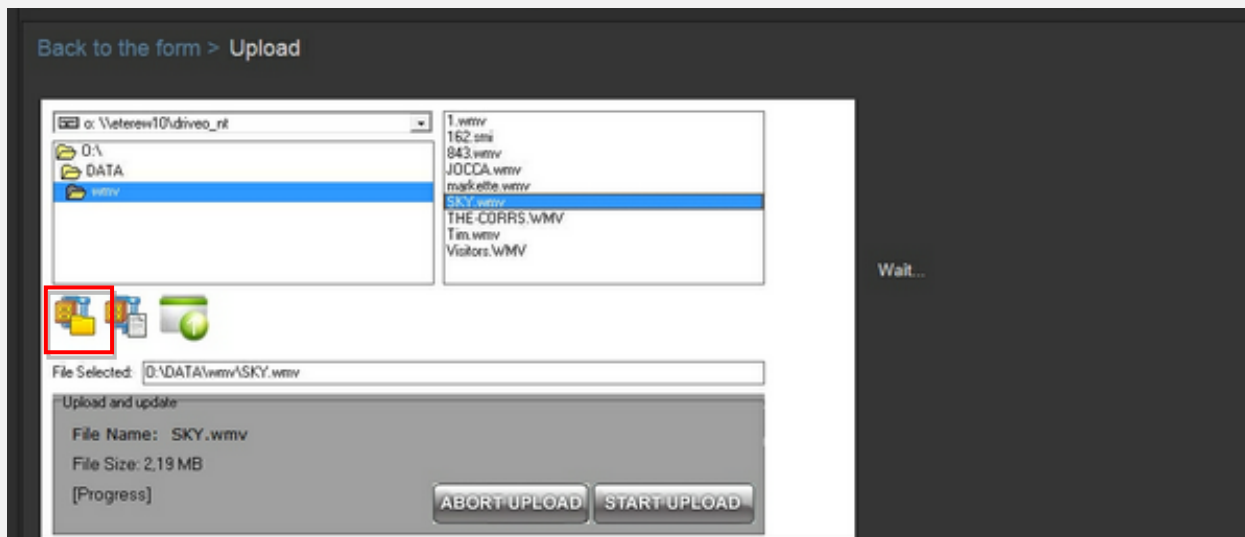 Back to the form > Upload
o: \\eterew10\driveo_nt
O:\
DATA
wmv
1.wmv
162.smi
843.wmv
JOCCA.wmv
markette.wmv
SKY.wmv
THE-CORRS.WMV
Tim.wmv
Visitors.WMV
Wait...
File Selected: O:\DATA\wmv\SKY.wmv
Upload and update
File Name: SKY.wmv
File Size: 2,19 MB
[Progress]
ABORT UPLOAD START UPLOAD